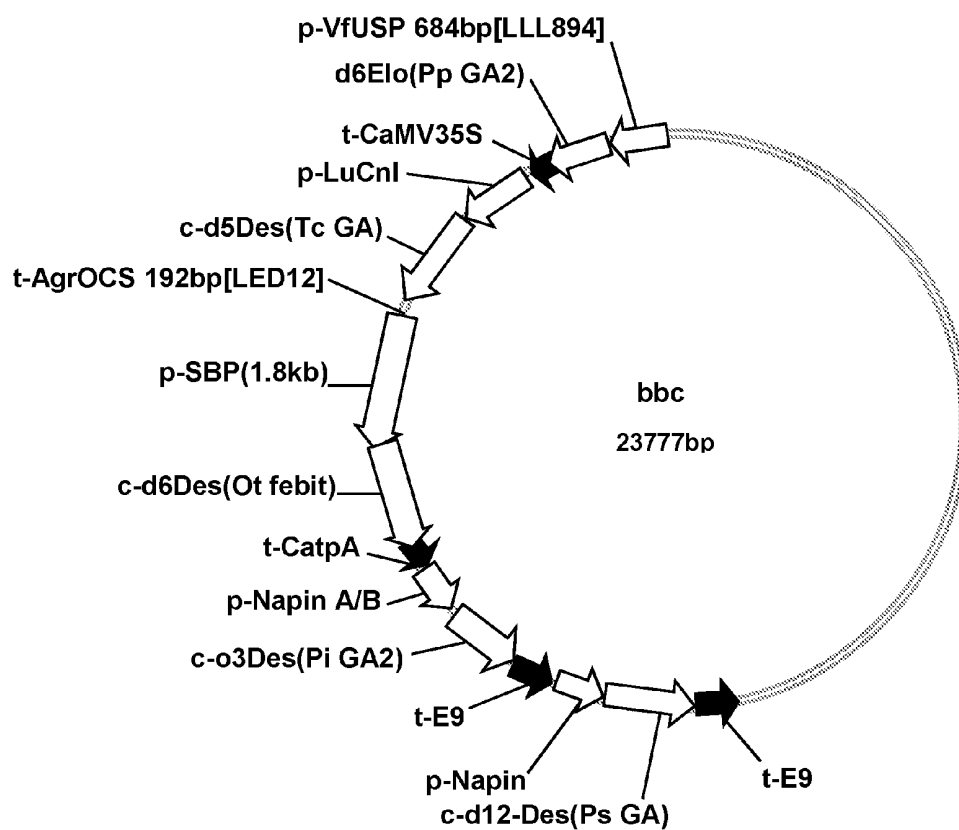 p-VfUSP 684bp[LLL894]
d6Elo(Pp GA2)
t-CaMV35S
p-LuCnl
c-d5Des(Tc GA)
t-AgrOCS 192bp[LED12]
p-SBP(1.8kb)
bbc
23777bp
c-d6Des(Ot febit)
t-CatpA
p-Napin A/B
c-o3Des(Pi GA2)
t-E9
p-Napin
t-E9
c-d12-Des(Ps GA)